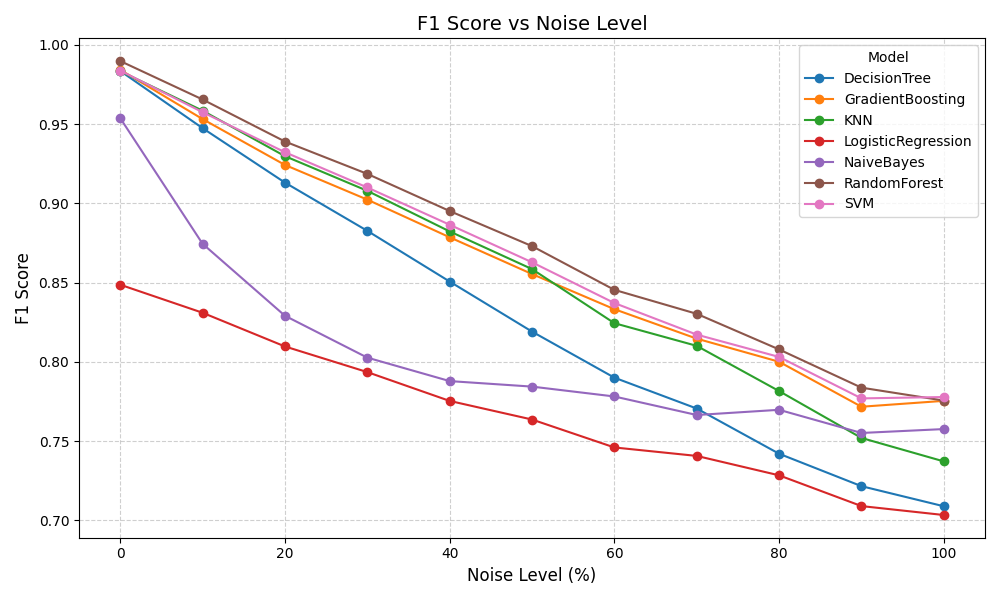 F1 Score vs Noise Level
F1 Score
1.00
0.95
0.90
0.85
0.80
0.75
0.70
0
20
40
60
80
100
Noise Level (%)
Model
DecisionTree
GradientBoosting
KNN
LogisticRegression
NaiveBayes
RandomForest
SVM